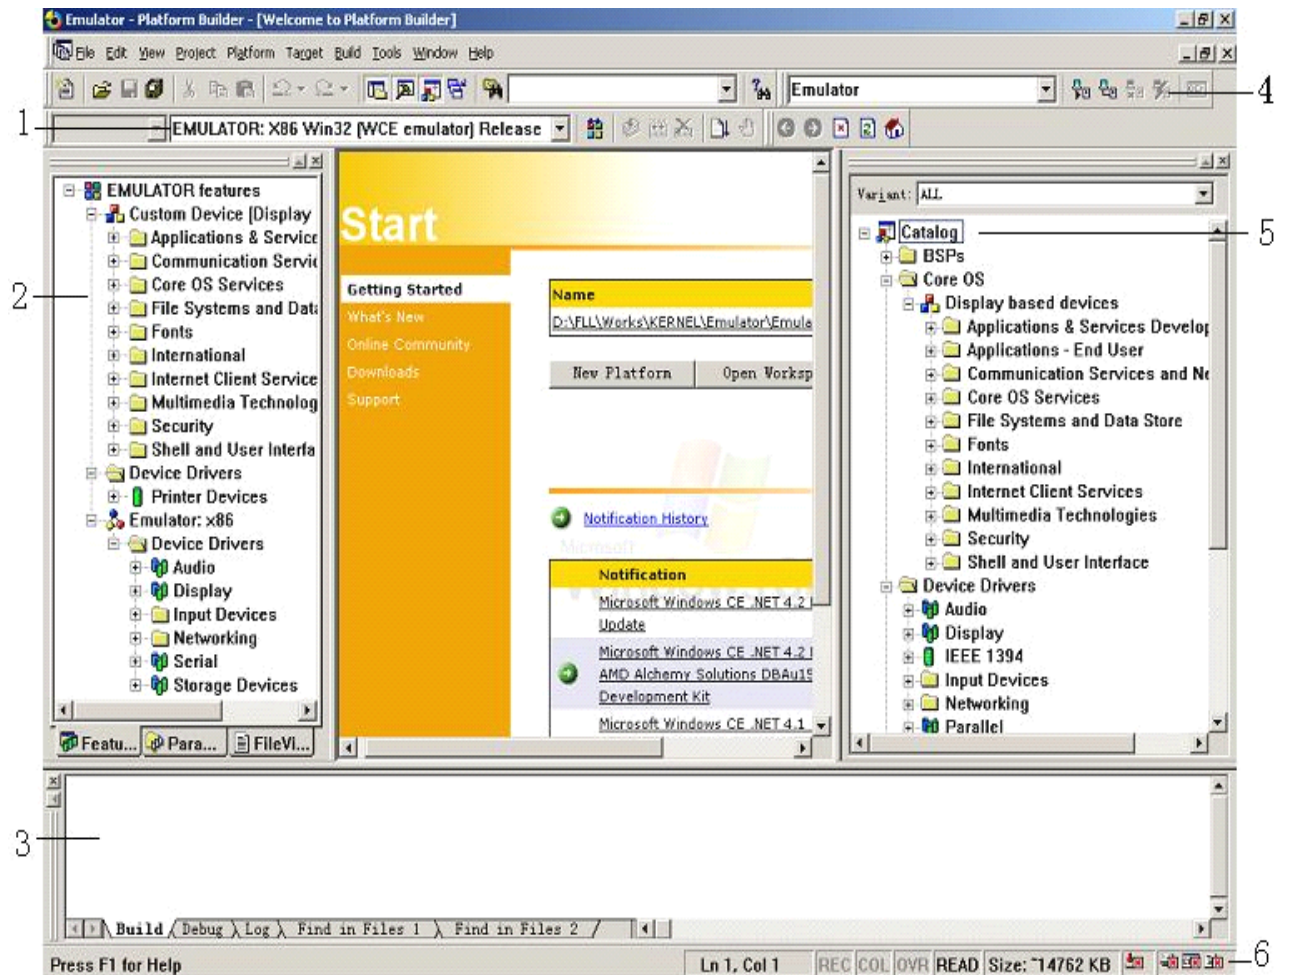 Emulator - Platform Builder - [Welcome to Platform Builder]
File Edit View Project Platform Target Build Tools Window Help
Emulator
4
1
EMULATOR: X86 Win32 (WCE emulator) Release
EMULATOR features
Custom Device [Display
Applications & Service
Communication Servic
Core OS Services
File Systems and Data
Fonts
International
Internet Client Service
Multimedia Technolog
Security
Shell and User Interfa
Device Drivers
Printer Devices
Emulator: x86
Device Drivers
Audio
Display
Input Devices
Networking
Serial
Storage Devices
2
Featu...
Para...
FileVi...
Start
Getting Started
What's New
Online Community
Downloads
Support
Name
D:\FLL\Works\KERNEL\Emulator\Emula
New Platform
Open Worksp
Notification History
Microsoft
Notification
Microsoft Windows CE .NET 4.2
Update
Microsoft Windows CE .NET 4.2
AMD Alchemy Solutions DBAu15
Development Kit
Microsoft Windows CE .NET 4.1
Variant: ALL
Catalog
5
BSPs
Core OS
Display based devices
Applications & Services Develop
Applications - End User
Communication Services and Ne
Core OS Services
File Systems and Data Store
Fonts
International
Internet Client Services
Multimedia Technologies
Security
Shell and User Interface
Device Drivers
Audio
Display
IEEE 1394
Input Devices
Networking
Parallel
3
Build
Debug
Log
Find in Files 1
Find in Files 2
Press F1 for Help
Ln 1, Col 1
REC COL OVR READ Size: ~14762 KB
6